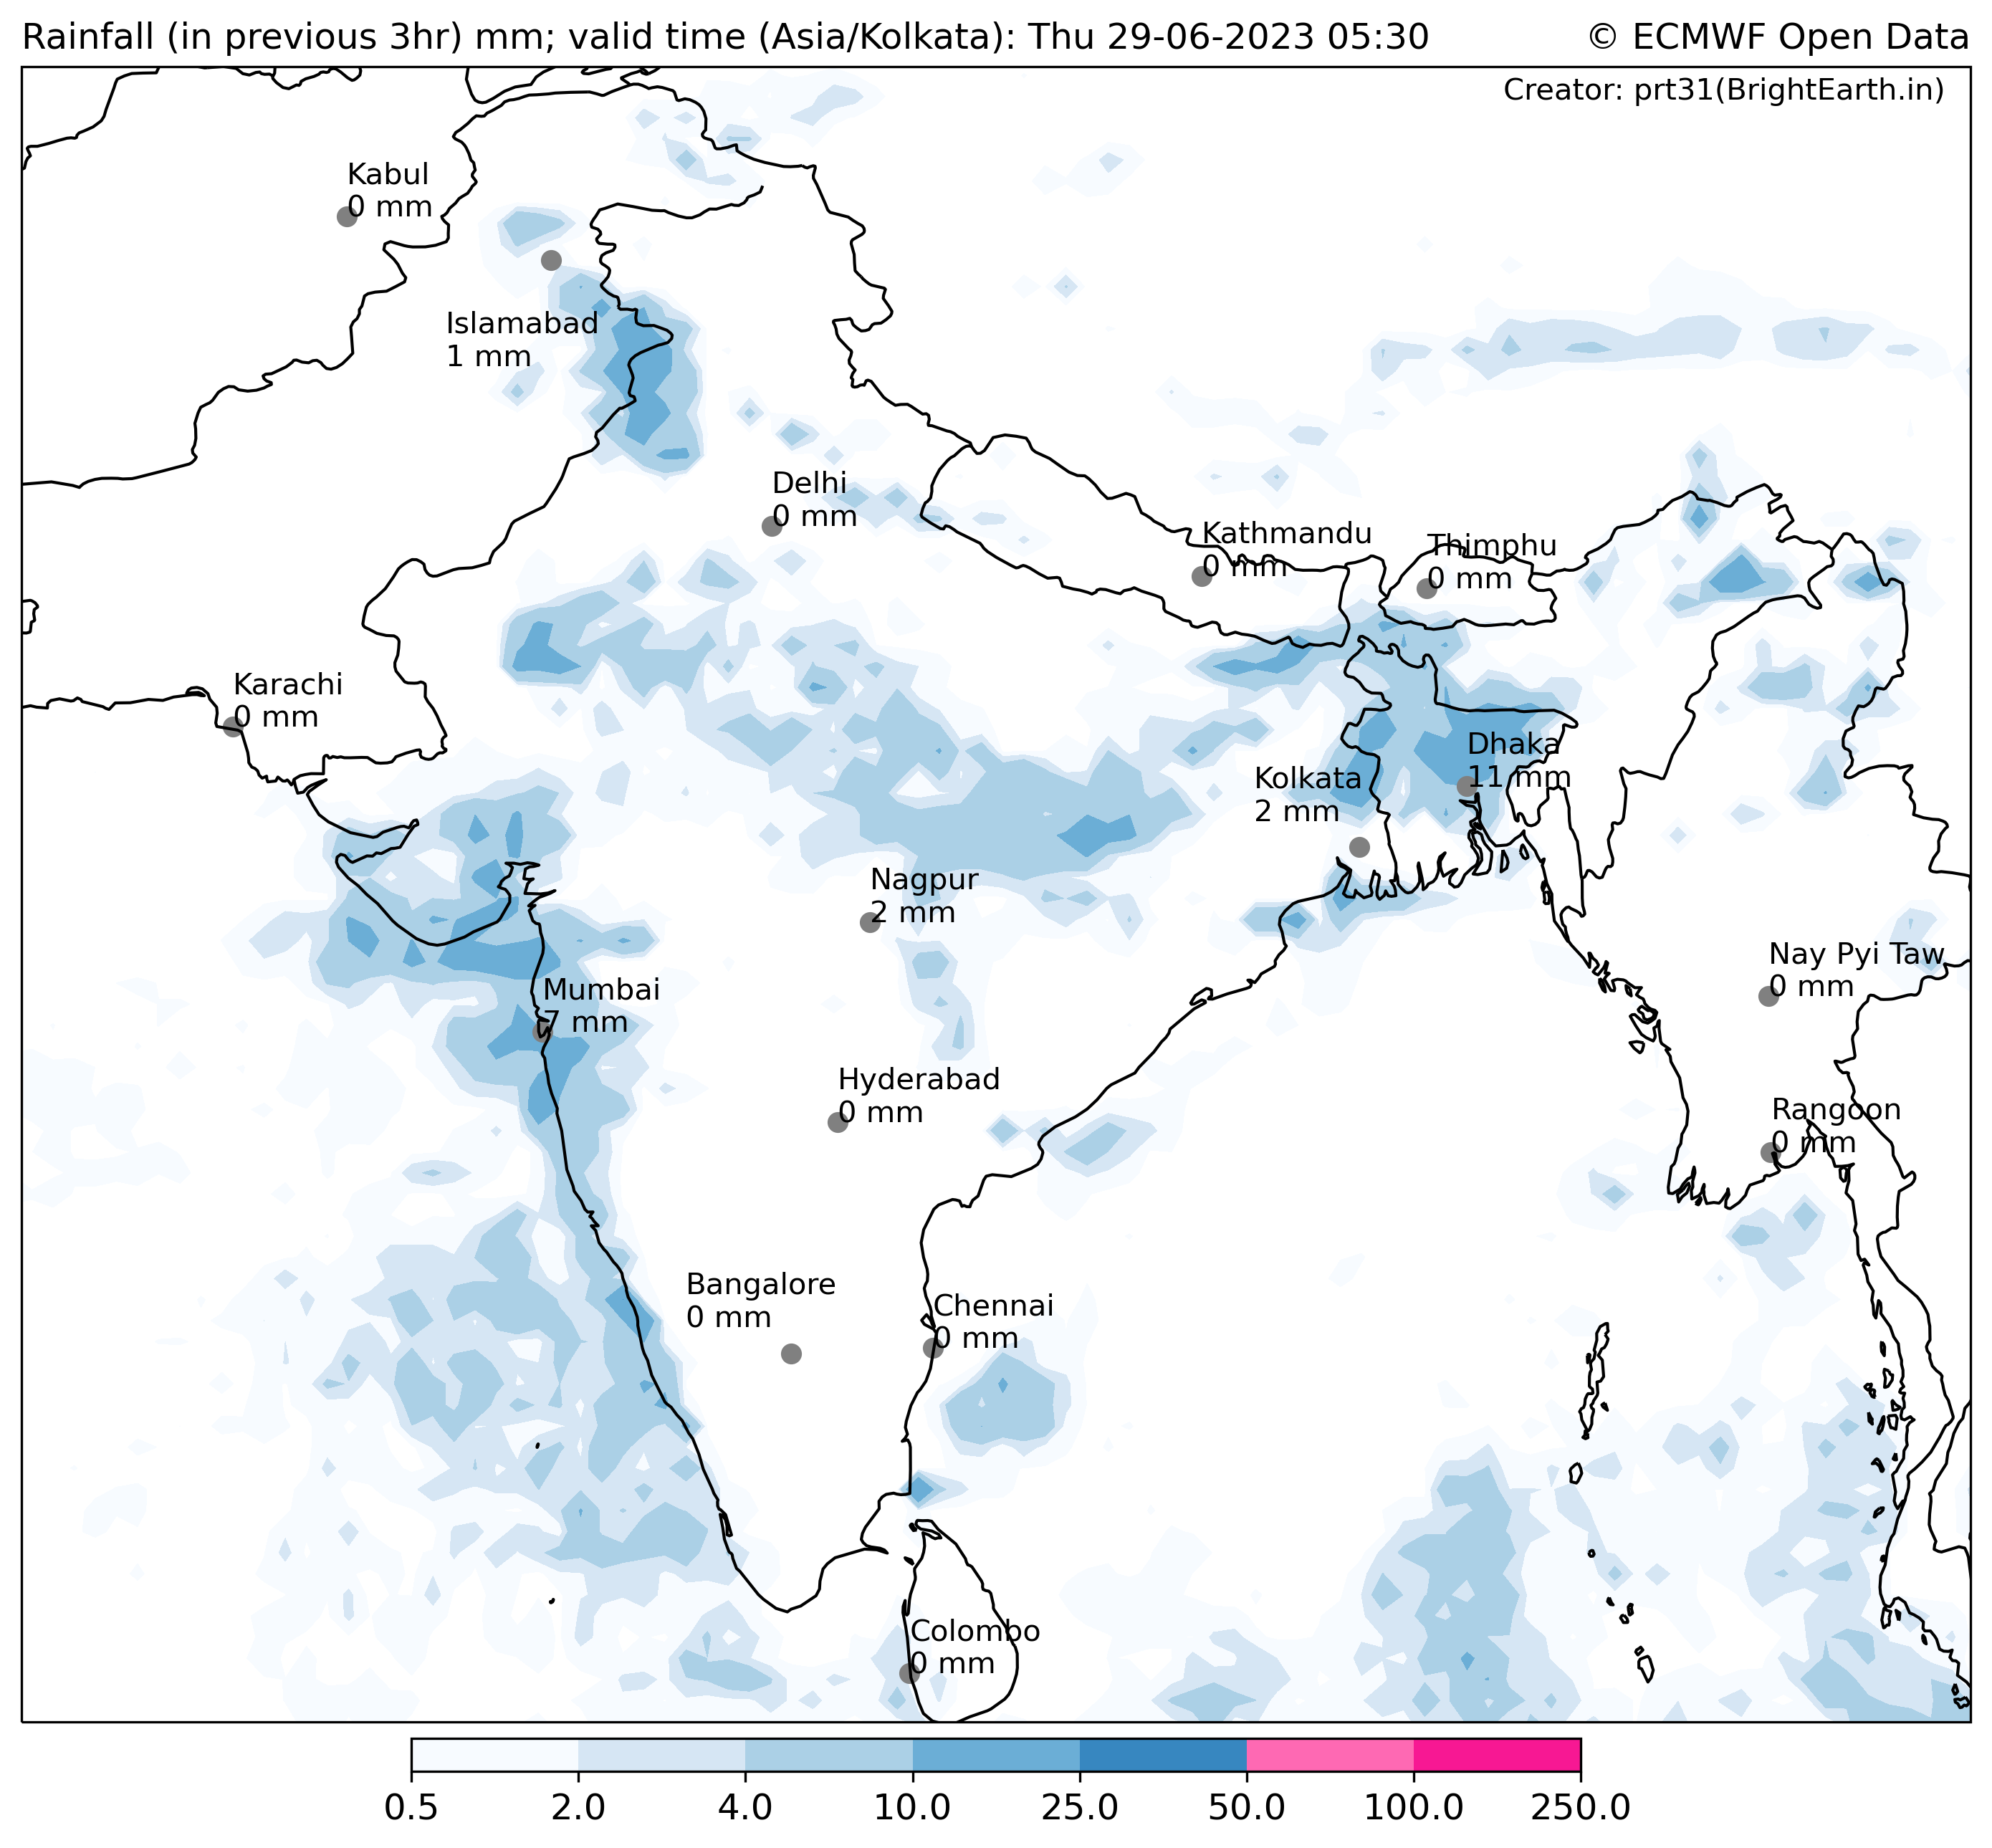 Rainfall (in previous 3hr) mm; valid time (Asia/Kolkata): Thu 29-06-2023 05:30
© ECMWF Open Data
Creator: prt31(BrightEarth.in)
Kabul
0 mm
Islamabad
1 mm
Delhi
0 mm
Kathmandu
0 mm
Thimphu
0 mm
Karachi
0 mm
Dhaka
11 mm
Kolkata
2 mm
Nagpur
2 mm
Nay Pyi Taw
0 mm
Mumbai
7 mm
Hyderabad
0 mm
Rangoon
0 mm
Bangalore
0 mm
Chennai
0 mm
Colombo
0 mm
0.5 2.0 4.0 10.0 25.0 50.0 100.0 250.0